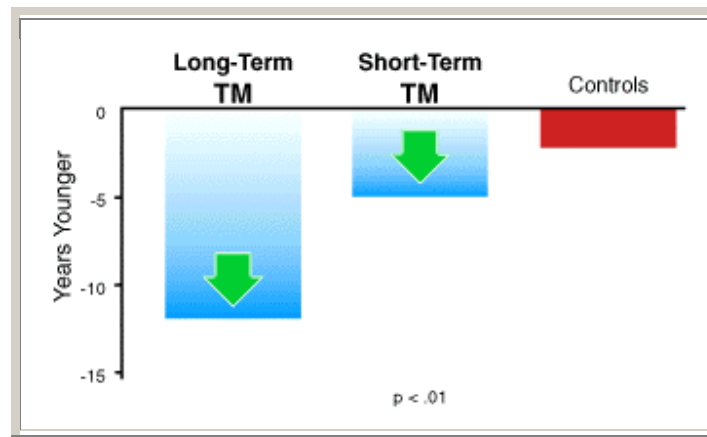 Long-Term
TM
Short-Term
TM
Controls
Years Younger
0
-5
-10
-15
p < .01